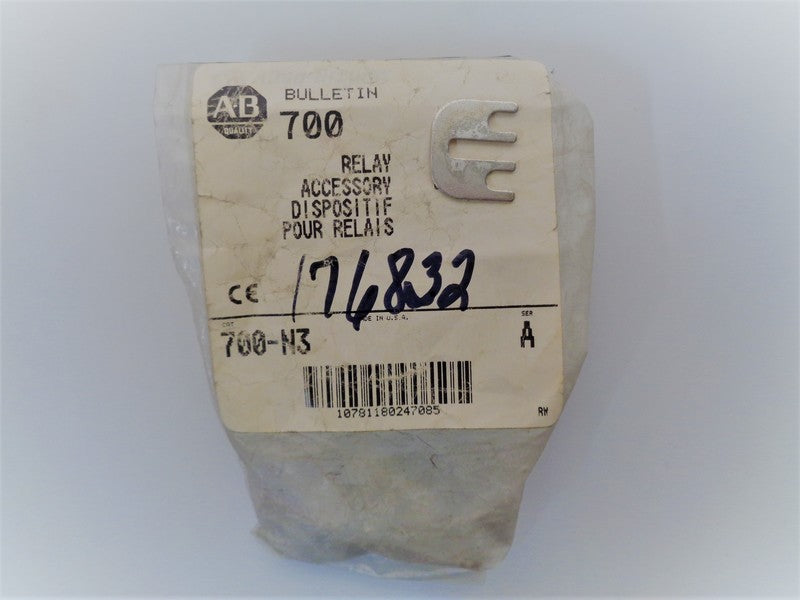 AB
QUALITY
BULLETIN
700
RELAY
ACCESSORY
DISPOSITIF
POUR RELAIS
CE
176832
CAT
MADE IN U.S.A.
SER
700-N3
A
10781180247085
RW